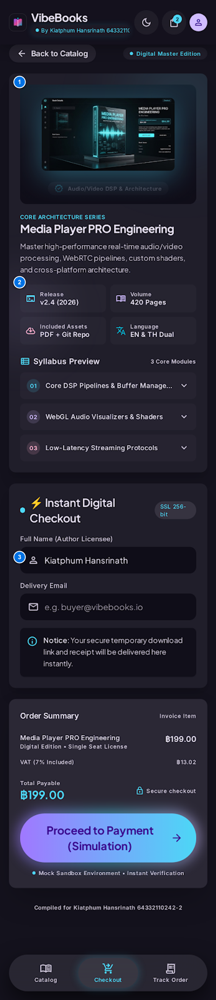 VibeBooks
2
By Kiatphum Hansrinath 6433211
Back to Catalog
Digital Master Edition
1
Book Details
MEDIA PLAYER PRO
ENGINEERING
MEDIA PLAYER
PRO ENGINEERING
Audio/Video DSP & Architecture
CORE ARCHITECTURE SERIES
Media Player PRO Engineering
Master high-performance real-time audio/video
processing, WebRTC pipelines, custom shaders,
and cross-platform architecture.
2
Release
v2.4 (2026)
Volume
420 Pages
Included Assets
PDF + Git Repo
Language
EN & TH Dual
Syllabus Preview
3 Core Modules
01 Core DSP Pipelines & Buffer Manage...
02 WebGL Audio Visualizers & Shaders
03 Low-Latency Streaming Protocols
⚡ Instant Digital
Checkout
SSL 256-
bit
Full Name (Author Licensee)
3
Kiatphum Hansrinath
Delivery Email
e.g. buyer@vibebooks.io
Notice: Your secure temporary download
link and receipt will be delivered here
instantly.
Order Summary
Invoice Item
Media Player PRO Engineering
฿199.00
Digital Edition • Single Seat License
VAT (7% Included)
฿13.02
Total Payable
฿199.00
Secure checkout
Proceed to Payment
(Simulation)
Mock Sandbox Environment • Instant Verification
Compiled for Kiatphum Hansrinath 64332110242-2
Catalog
Checkout
Track Order